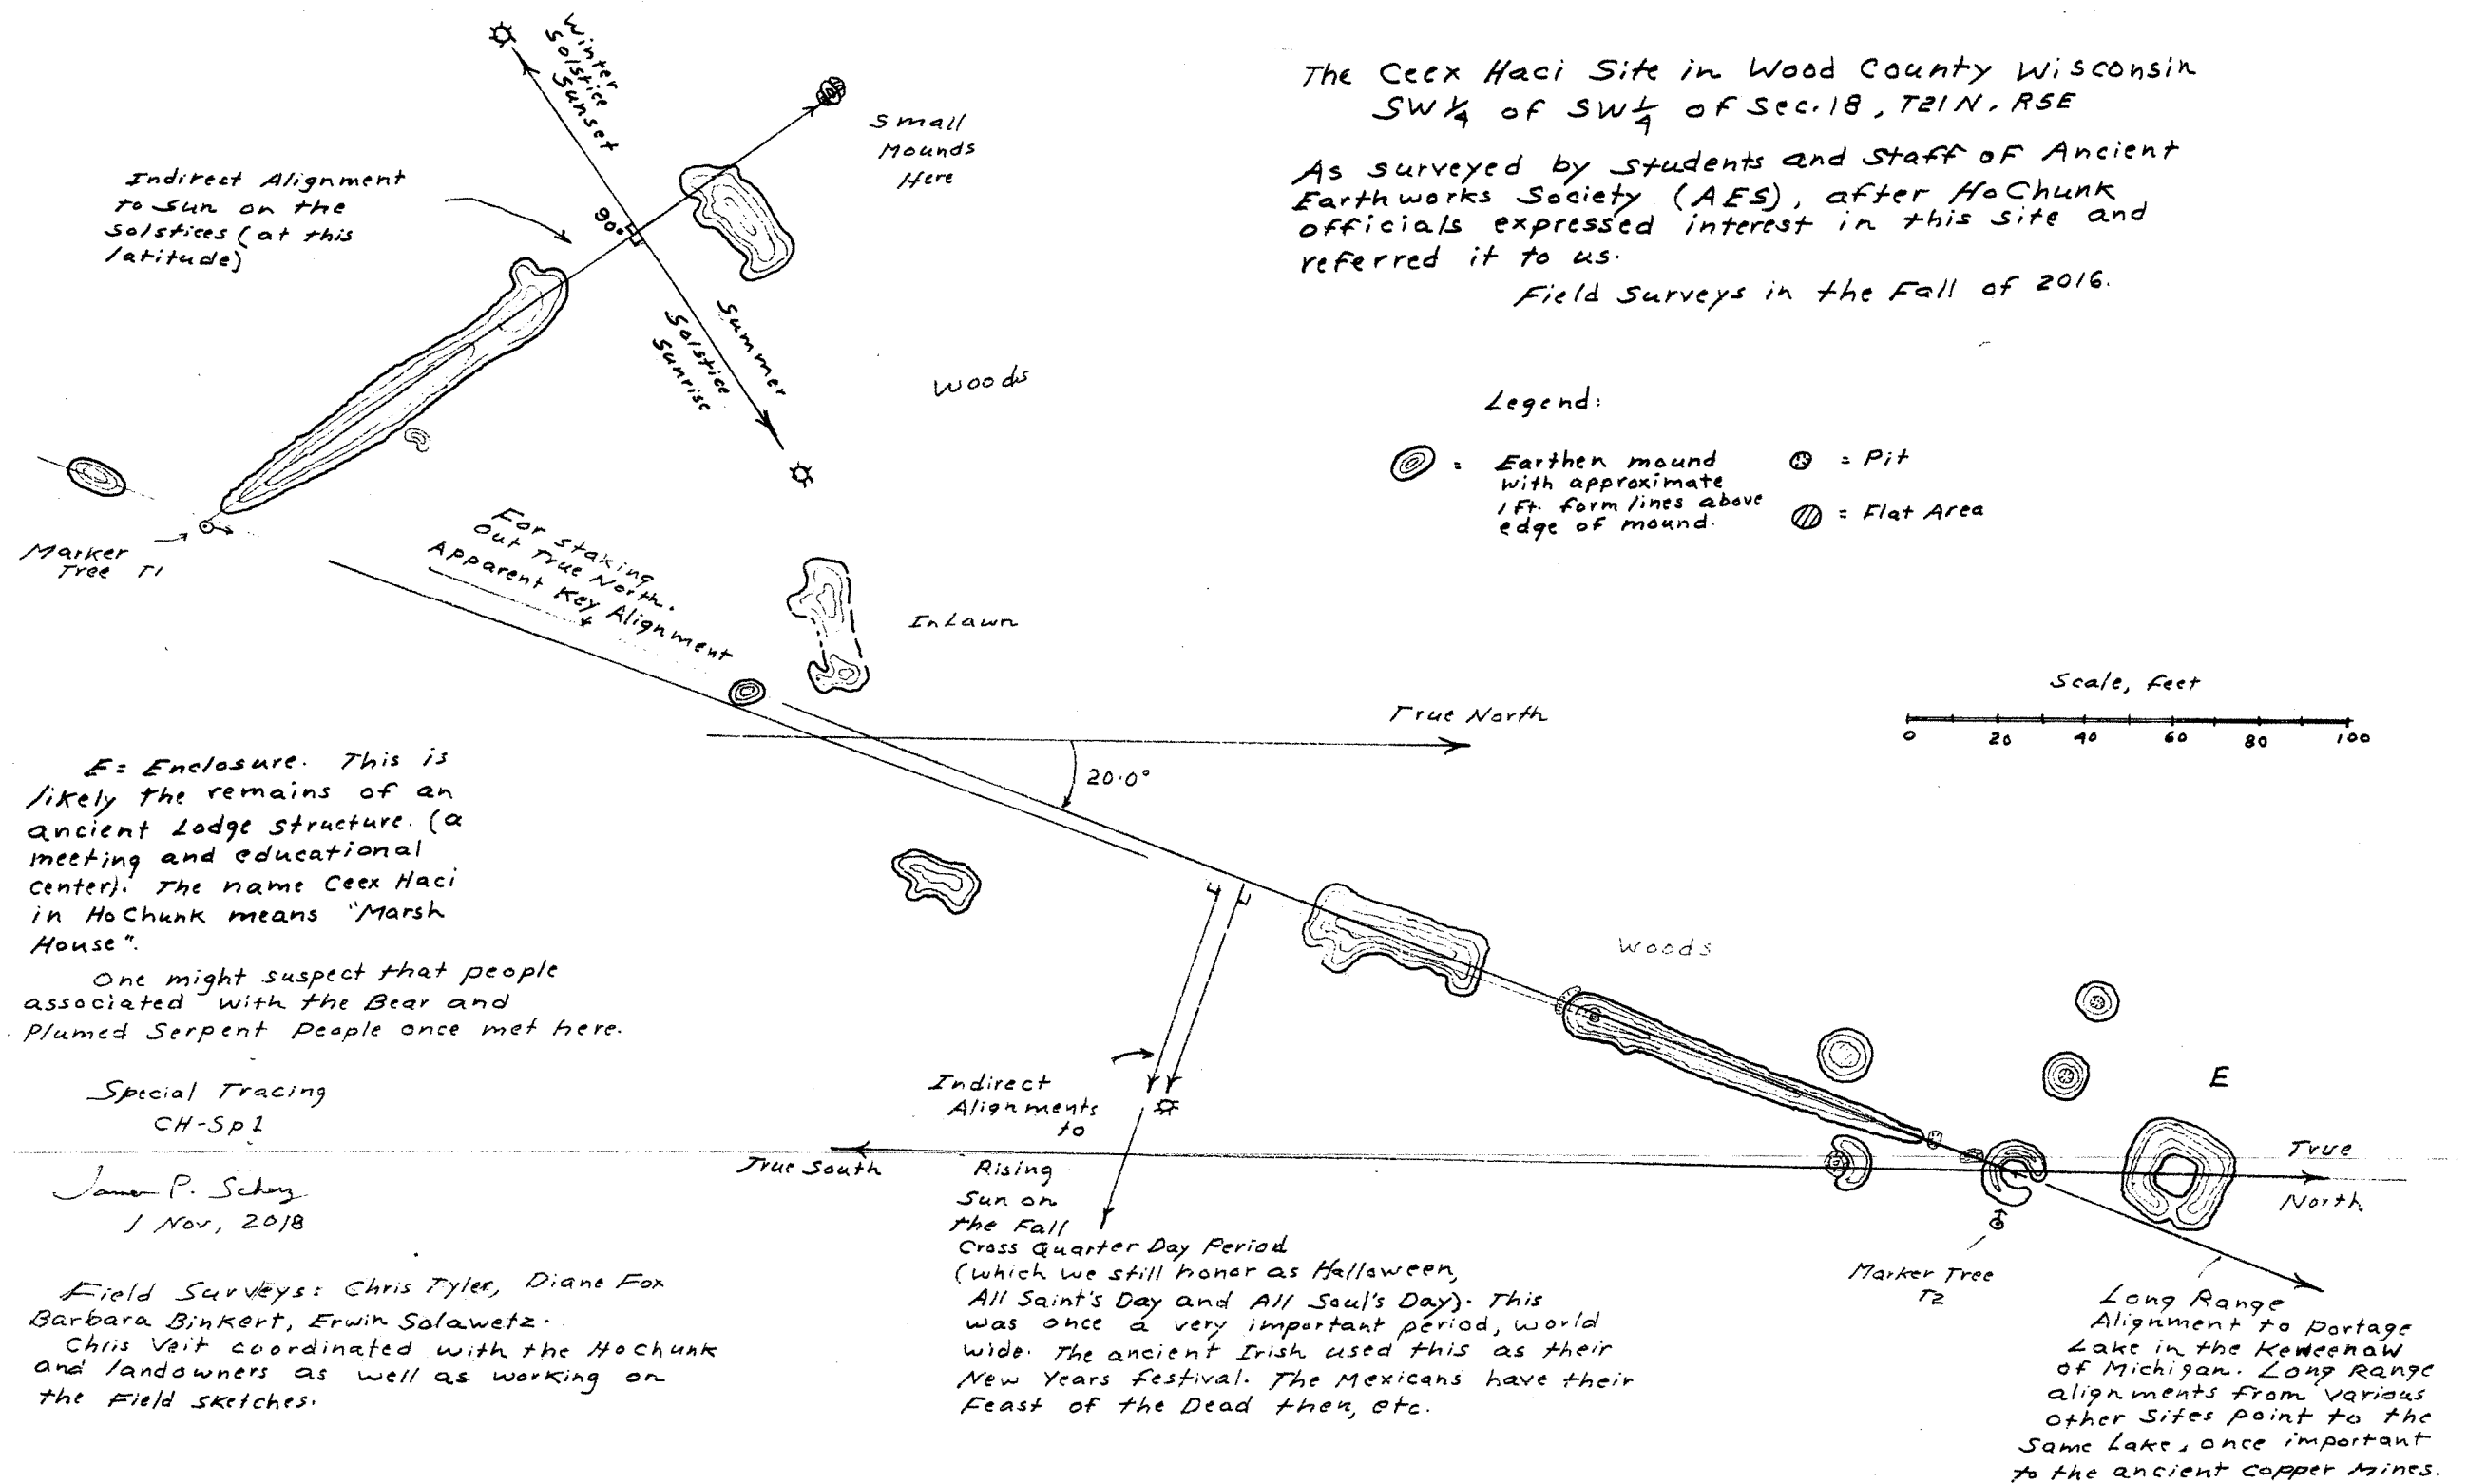 The Ceex Haci Site in Wood County Wisconsin
SW 1/4 of SW 1/4 of Sec. 18, T21N, R5E
As surveyed by students and Staff of Ancient
Earthworks Society (AES), after HoChunk
officials expressed interest in this site and
referred it to us.
Field Surveys in the Fall of 2016.
Winter
Solstice
Sunset
Small
Mounds
Here
Indirect Alignment
to Sun on the
Solstices (at this
latitude)
90°
Summer
Solstice
Sunrise
Woods
Legend:
= Earthen mound
with approximate
1 Ft. form lines above
edge of mound.
= Pit
= Flat Area
Marker
Tree T1
For staking
out True North.
Apparent Key Alignment
In Lawn
True North
20.0°
Scale, feet
0 20 40 60 80 100
E= Enclosure. This is
likely the remains of an
ancient Lodge structure. (a
meeting and educational
center). The name Ceex Haci
in HoChunk means "Marsh
House".
One might suspect that people
associated with the Bear and
Plumed Serpent People once met here.
Woods
E
Special Tracing
CH-Sp1
James P. Scherz
1 Nov, 2018
True South
True
North
Indirect
Alignments
to
Rising
Sun on
the Fall
Cross Quarter Day Period
(which we still honor as Halloween,
All Saint's Day and All Soul's Day). This
was once a very important period, world
wide. The ancient Irish used this as their
New Years festival. The Mexicans have their
Feast of the Dead then, etc.
Marker Tree
T2
Long Range
Alignment to Portage
Lake in the Keweenaw
of Michigan. Long Range
alignments from various
other sites point to the
same Lake, once important
to the ancient copper mines.
Field Surveys: Chris Tyler, Diane Fox
Barbara Binkert, Erwin Solawetz.
Chris Veit coordinated with the HoChunk
and landowners as well as working on
the Field sketches.